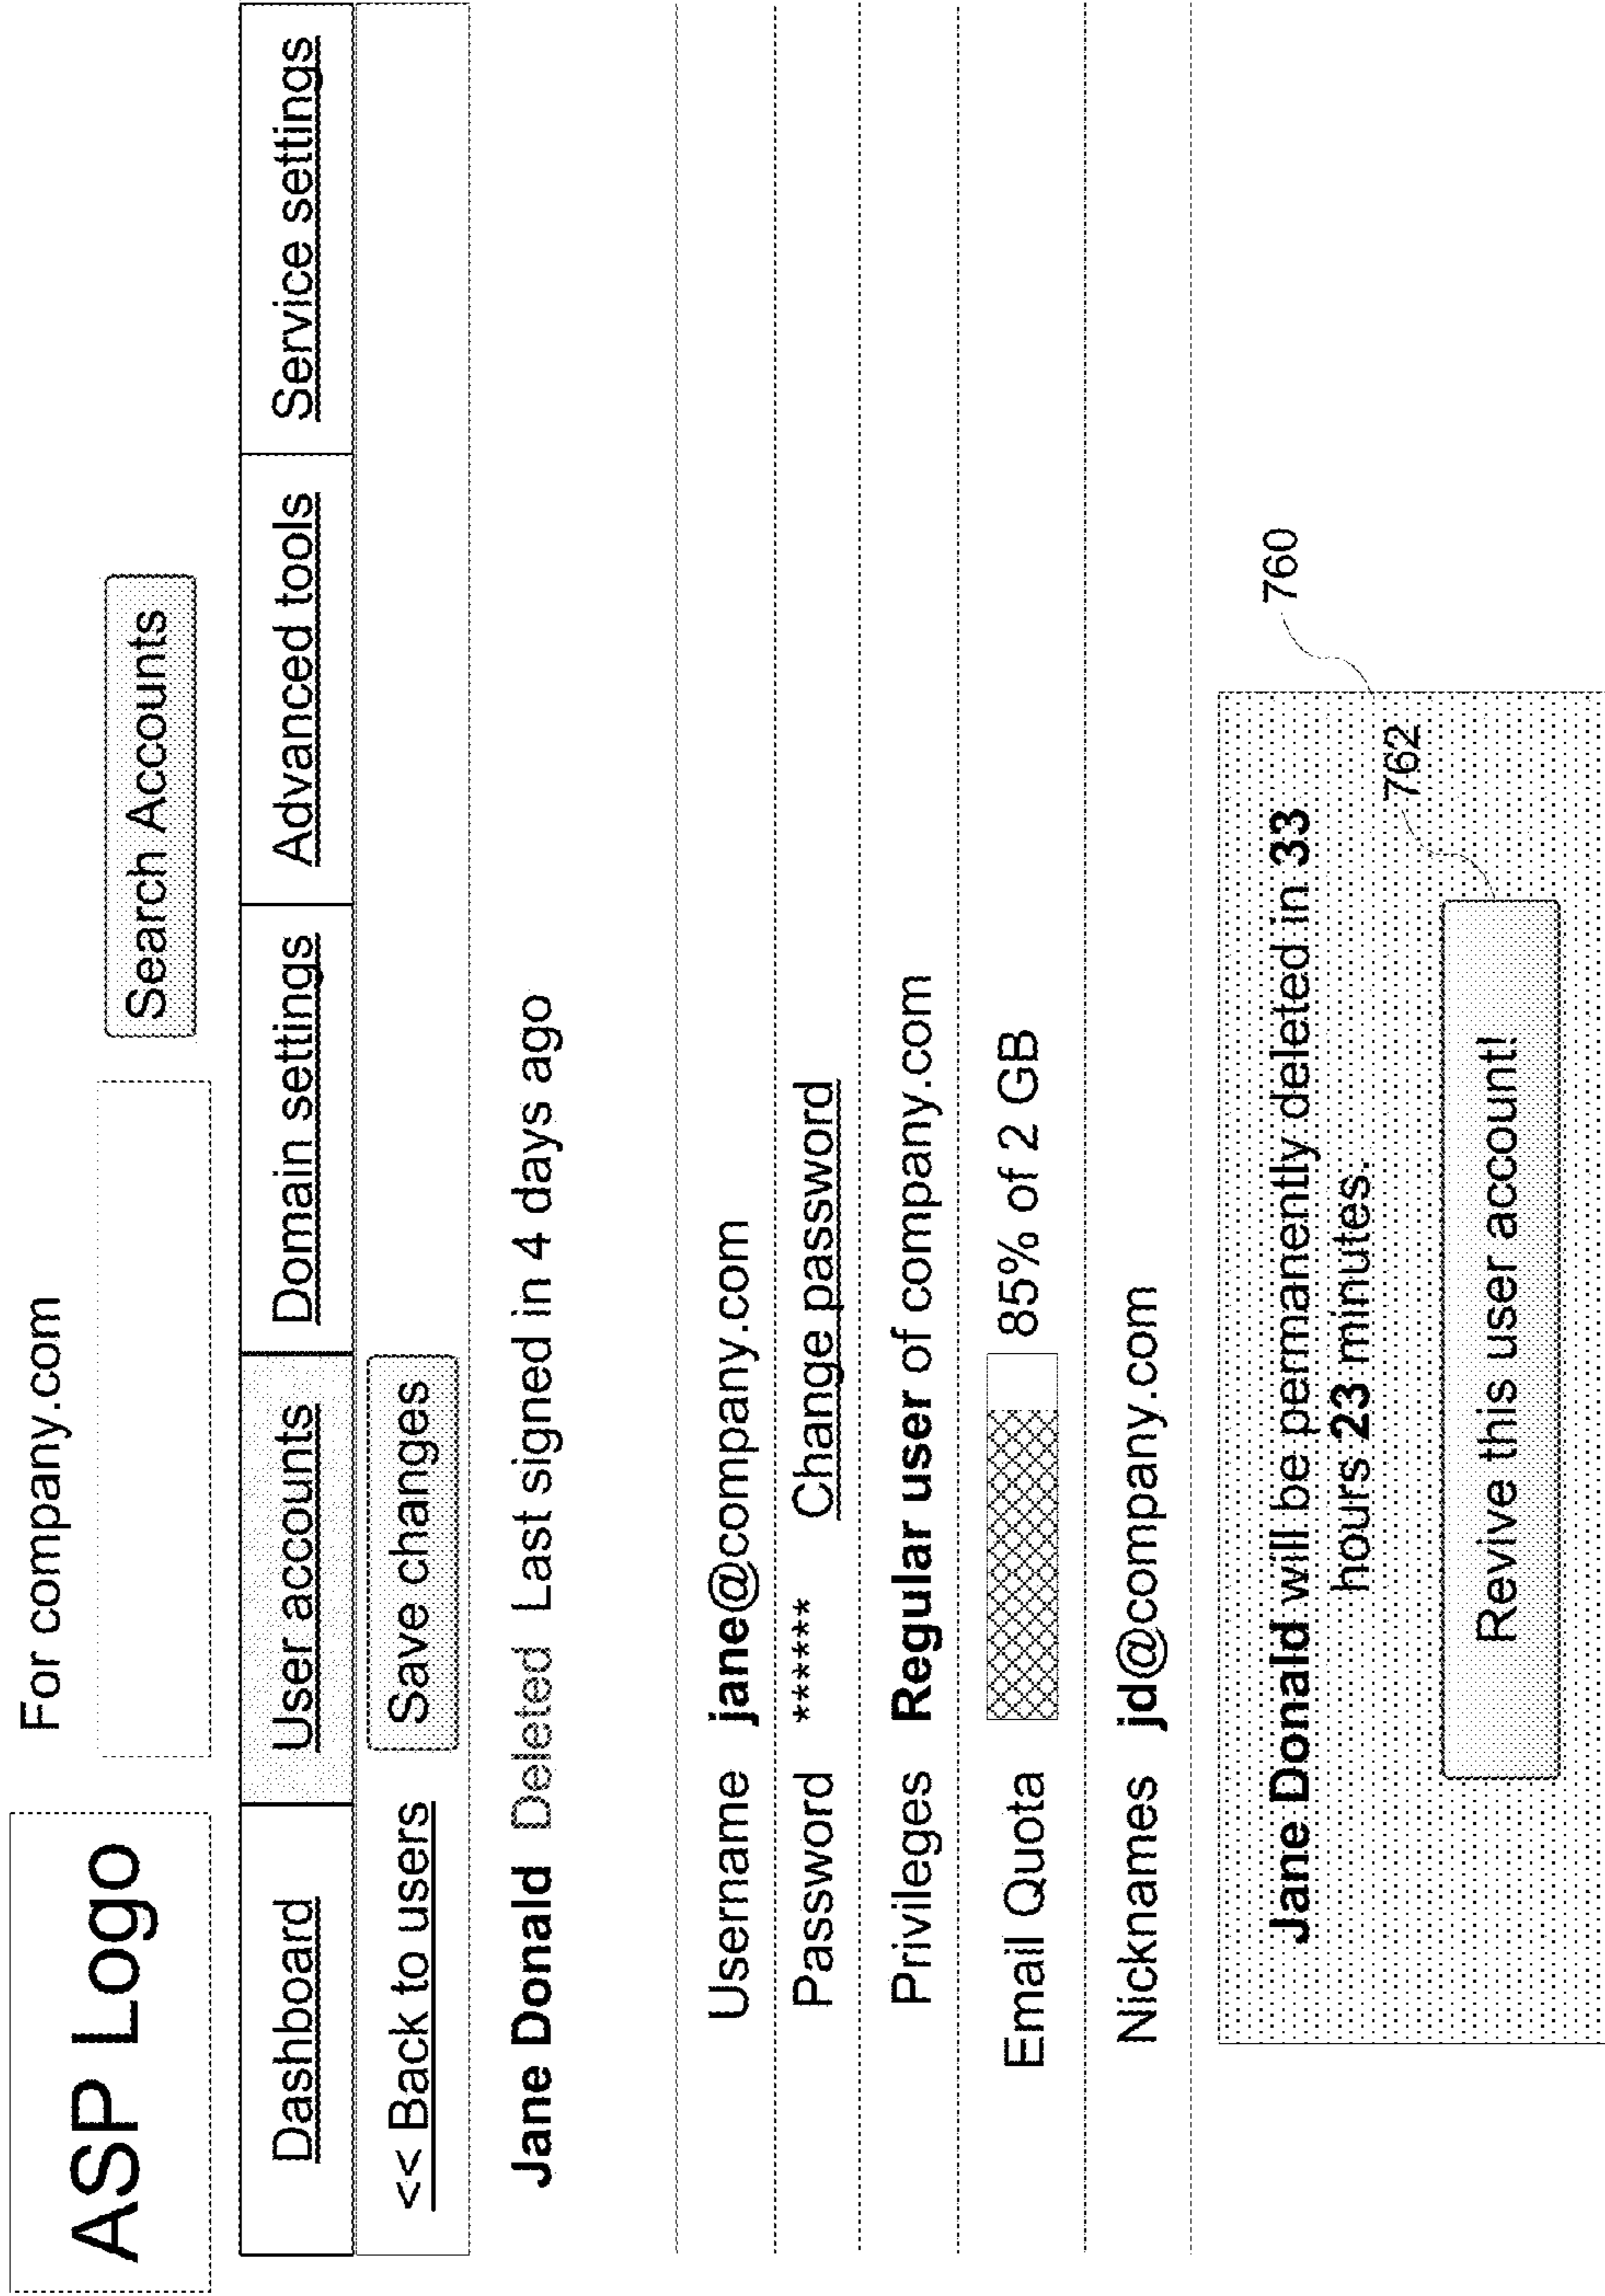 ASP Logo
For company.com
Search Accounts
Dashboard User accounts Domain settings Advanced tools Service settings
<< Back to users Save changes
Jane Donald Deleted Last signed in 4 days ago
Username jane@company.com
Password ****** Change password
Privileges Regular user of company.com
Email Quota 85% of 2 GB
Nicknames jd@company.com
760
Jane Donald will be permanently deleted in 33
hours 23 minutes.
762
Revive this user account!